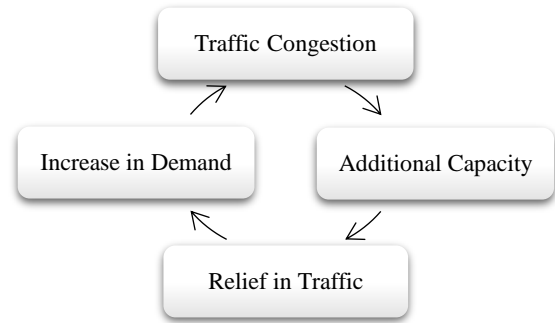 Traffic Congestion
Increase in Demand
Additional Capacity
Relief in Traffic